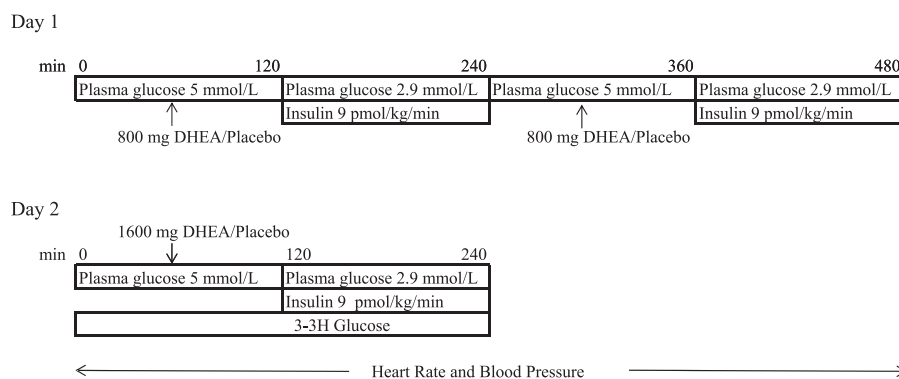 Day 1
min 0 120 240 360 480
Plasma glucose 5 mmol/L Plasma glucose 2.9 mmol/L Plasma glucose 5 mmol/L Plasma glucose 2.9 mmol/L
Insulin 9 pmol/kg/min Insulin 9 pmol/kg/min
800 mg DHEA/Placebo 800 mg DHEA/Placebo
Day 2
1600 mg DHEA/Placebo
min 0 120 240
Plasma glucose 5 mmol/L Plasma glucose 2.9 mmol/L
Insulin 9 pmol/kg/min
3-3H Glucose
Heart Rate and Blood Pressure